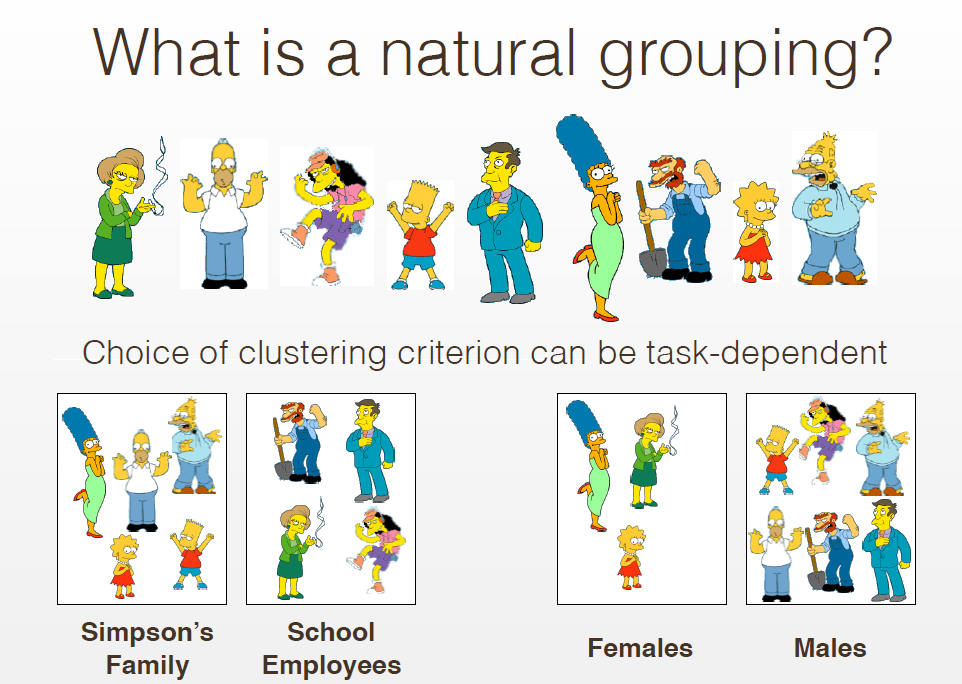 What is a natural grouping?
Choice of clustering criterion can be task-dependent
Simpson's
Family
School
Employees
Females
Males